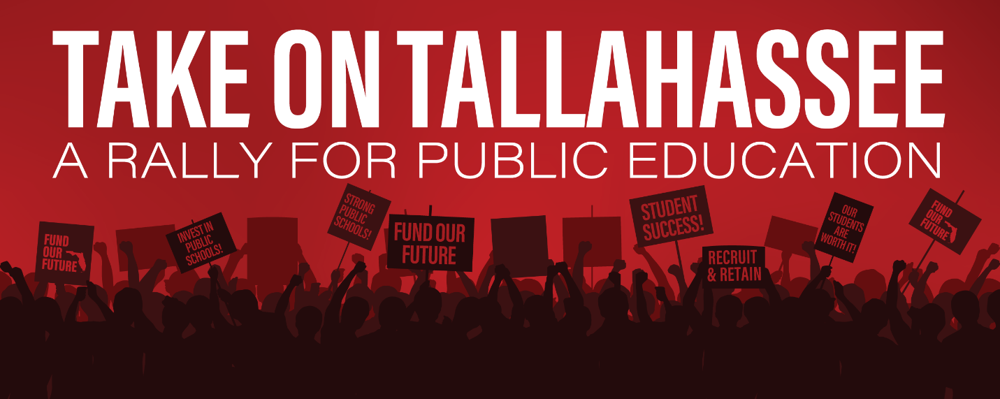 TAKE ON TALLAHASSEE
A RALLY FOR PUBLIC EDUCATION
FUND
OUR
FUTURE
INVEST IN
PUBLIC
SCHOOLS!
STRONG
PUBLIC
SCHOOLS!
FUND OUR
FUTURE
STUDENT
SUCCESS!
RECRUIT
& RETAIN
OUR
STUDENTS
ARE
WORTH IT!
FUND
OUR
FUTURE